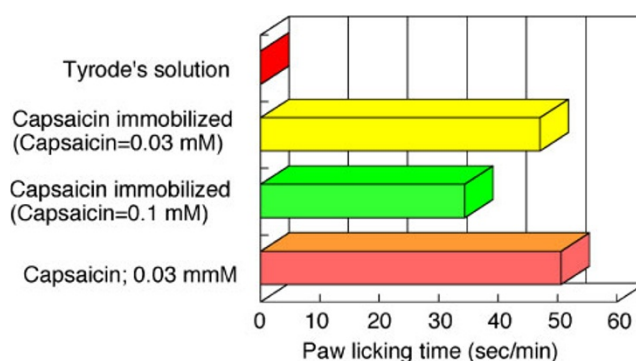 Tyrode's solution
Capsaicin immobilized
(Capsaicin=0.03 mM)
Capsaicin immobilized
(Capsaicin=0.1 mM)
Capsaicin; 0.03 mmM
0 10 20 30 40 50 60
Paw licking time (sec/min)